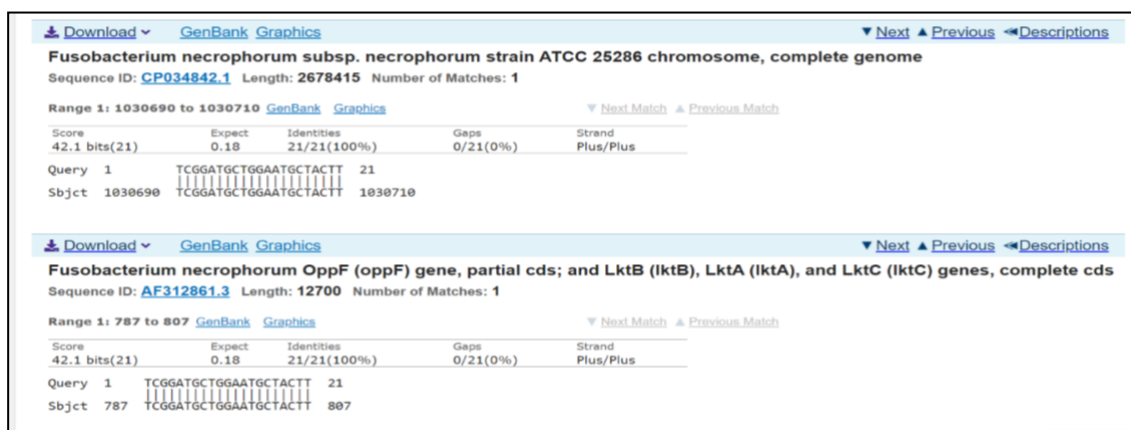 Download GenBank Graphics Next Previous Descriptions
Fusobacterium necrophorum subsp. necrophorum strain ATCC 25286 chromosome, complete genome
Sequence ID: CP034842.1 Length: 2678415 Number of Matches: 1
Range 1: 1030690 to 1030710 GenBank Graphics Next Match Previous Match
Score Expect Identities Gaps Strand
42.1 bits(21) 0.18 21/21(100%) 0/21(0%) Plus/Plus
Query 1 TCGGATGCTGGAATGCTACTT 21
|||||||||||||||||||||
Sbjct 1030690 TCGGATGCTGGAATGCTACTT 1030710
Download GenBank Graphics Next Previous Descriptions
Fusobacterium necrophorum OppF (oppF) gene, partial cds; and LktB (lktB), LktA (lktA), and LktC (lktC) genes, complete cds
Sequence ID: AF312861.3 Length: 12700 Number of Matches: 1
Range 1: 787 to 807 GenBank Graphics Next Match Previous Match
Score Expect Identities Gaps Strand
42.1 bits(21) 0.18 21/21(100%) 0/21(0%) Plus/Plus
Query 1 TCGGATGCTGGAATGCTACTT 21
|||||||||||||||||||||
Sbjct 787 TCGGATGCTGGAATGCTACTT 807